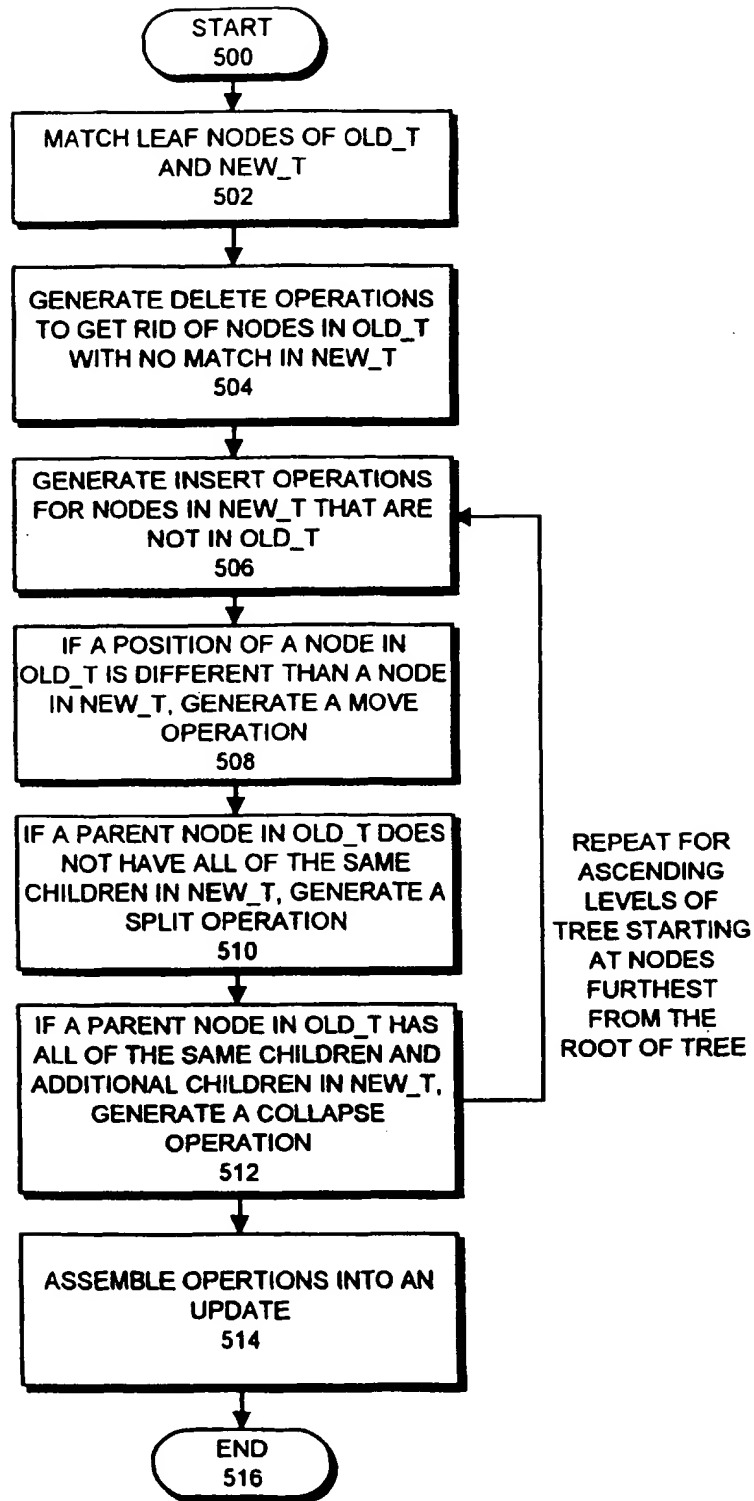 START
500
MATCH LEAF NODES OF OLD_T
AND NEW_T
502
GENERATE DELETE OPERATIONS
TO GET RID OF NODES IN OLD_T
WITH NO MATCH IN NEW_T
504
GENERATE INSERT OPERATIONS
FOR NODES IN NEW_T THAT ARE
NOT IN OLD_T
506
IF A POSITION OF A NODE IN
OLD_T IS DIFFERENT THAN A NODE
IN NEW_T, GENERATE A MOVE
OPERATION
508
IF A PARENT NODE IN OLD_T DOES
NOT HAVE ALL OF THE SAME
CHILDREN IN NEW_T, GENERATE A
SPLIT OPERATION
510
IF A PARENT NODE IN OLD_T HAS
ALL OF THE SAME CHILDREN AND
ADDITIONAL CHILDREN IN NEW_T,
GENERATE A COLLAPSE
OPERATION
512
REPEAT FOR
ASCENDING
LEVELS OF
TREE STARTING
AT NODES
FURTHEST
FROM THE
ROOT OF TREE
ASSEMBLE OPERTIONS INTO AN
UPDATE
514
END
516